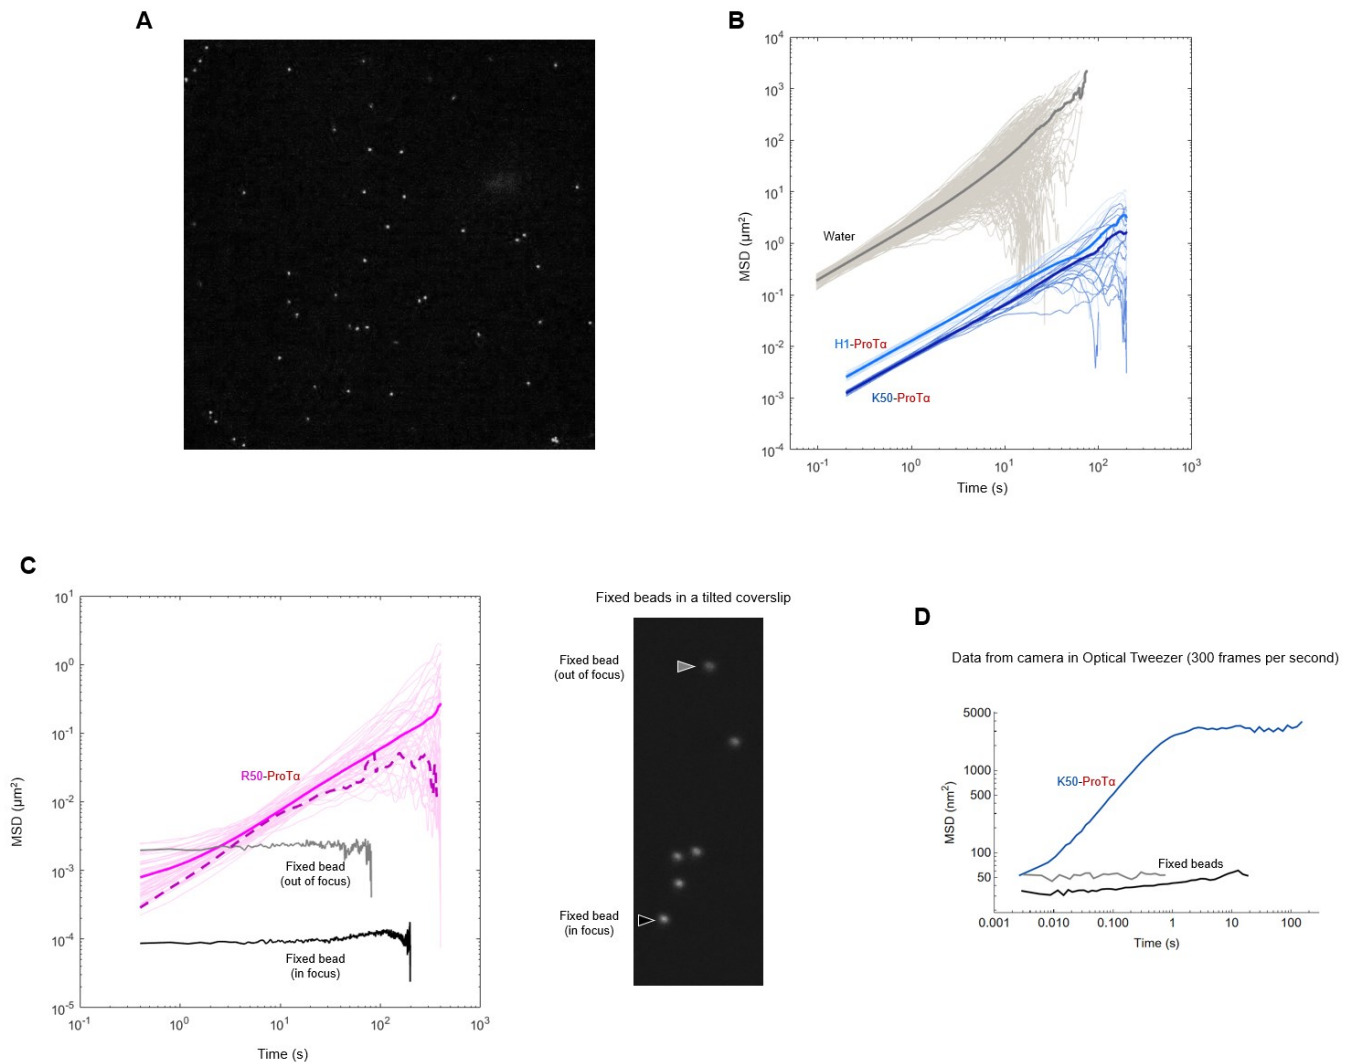 A
B
10⁴
10³
10²
10¹
10⁰
10⁻¹
10⁻²
10⁻³
10⁻⁴
MSD (μm²)
Water
H1-ProTα
K50-ProTα
10⁻¹
10⁰
10¹
10²
10³
Time (s)
C
10¹
10⁰
10⁻¹
10⁻²
10⁻³
10⁻⁴
10⁻⁵
MSD (μm²)
R50-ProTα
Fixed bead
(out of focus)
Fixed bead
(in focus)
10⁻¹
10⁰
10¹
10²
10³
Time (s)
Fixed beads in a tilted coverslip
Fixed bead
(out of focus)
Fixed bead
(in focus)
D
Data from camera in Optical Tweezer (300 frames per second)
5000
1000
500
100
50
MSD (nm²)
K50-ProTα
Fixed beads
0.001
0.010
0.100
1
10
100
Time (s)